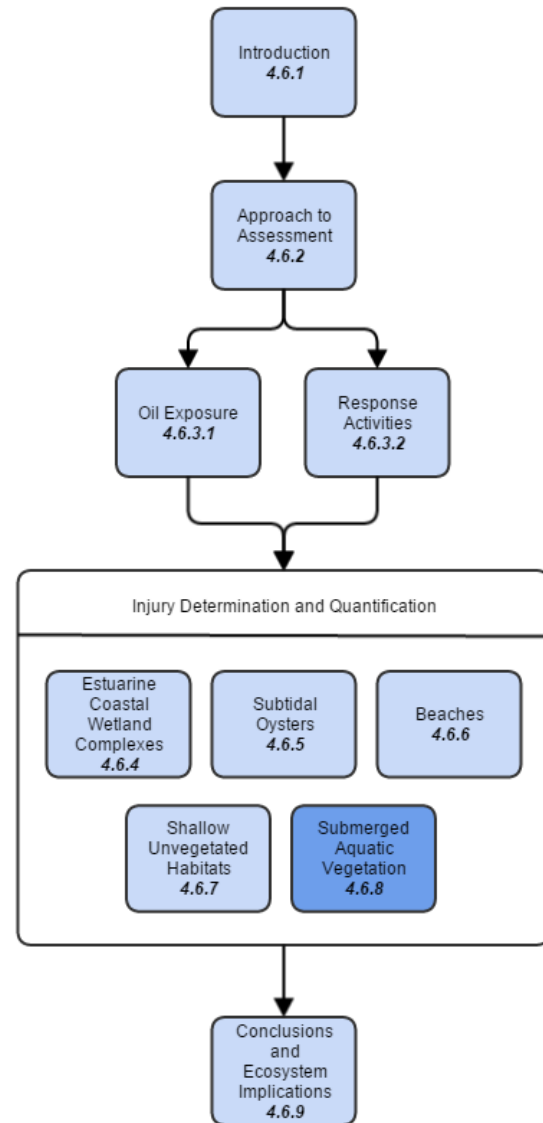 Introduction
4.6.1
Approach to
Assessment
4.6.2
Oil Exposure
4.6.3.1
Response
Activities
4.6.3.2
Injury Determination and Quantification
Estuarine
Coastal
Wetland
Complexes
4.6.4
Subtidal
Oysters
4.6.5
Beaches
4.6.6
Shallow
Unvegetated
Habitats
4.6.7
Submerged
Aquatic
Vegetation
4.6.8
Conclusions
and
Ecosystem
Implications
4.6.9